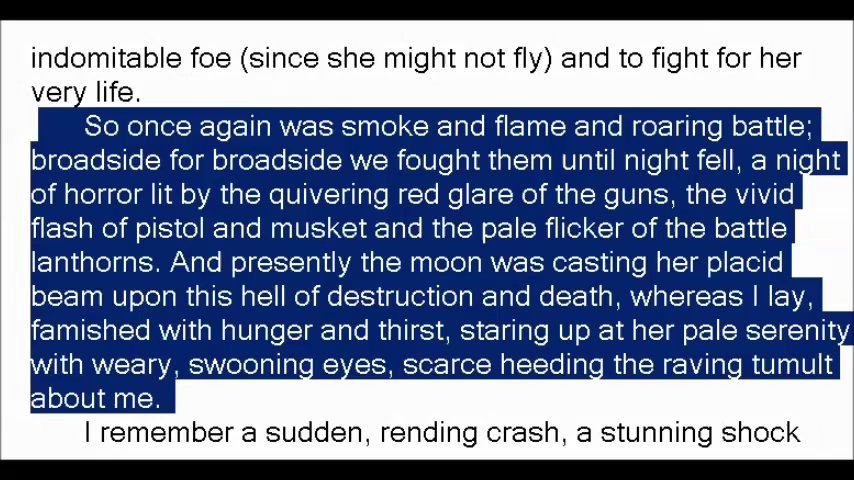 indomitable foe (since she might not fly) and to fight for her
very life.
So once again was smoke and flame and roaring battle;
broadside for broadside we fought them until night fell, a night
of horror lit by the quivering red glare of the guns, the vivid
flash of pistol and musket and the pale flicker of the battle
lanthorns. And presently the moon was casting her placid
beam upon this hell of destruction and death, whereas I lay,
famished with hunger and thirst, staring up at her pale serenity
with weary, swooning eyes, scarce heeding the raving tumult
about me.
I remember a sudden, rending crash, a stunning shock